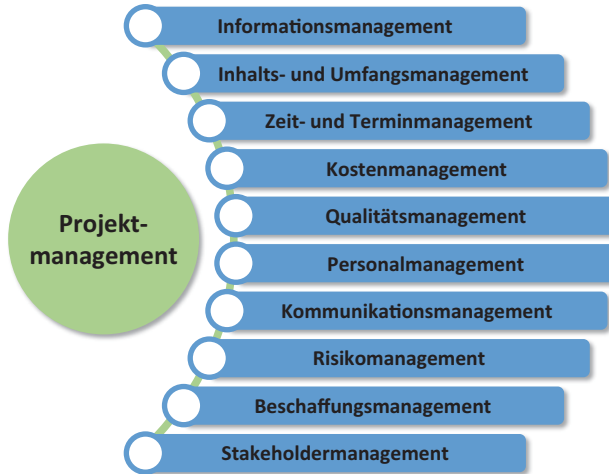 Informationsmanagement
Inhalts- und Umfangsmanagement
Zeit- und Terminmanagement
Kostenmanagement
Projekt-
management
Qualitätsmanagement
Personalmanagement
Kommunikationsmanagement
Risikomanagement
Beschaffungsmanagement
Stakeholdermanagement